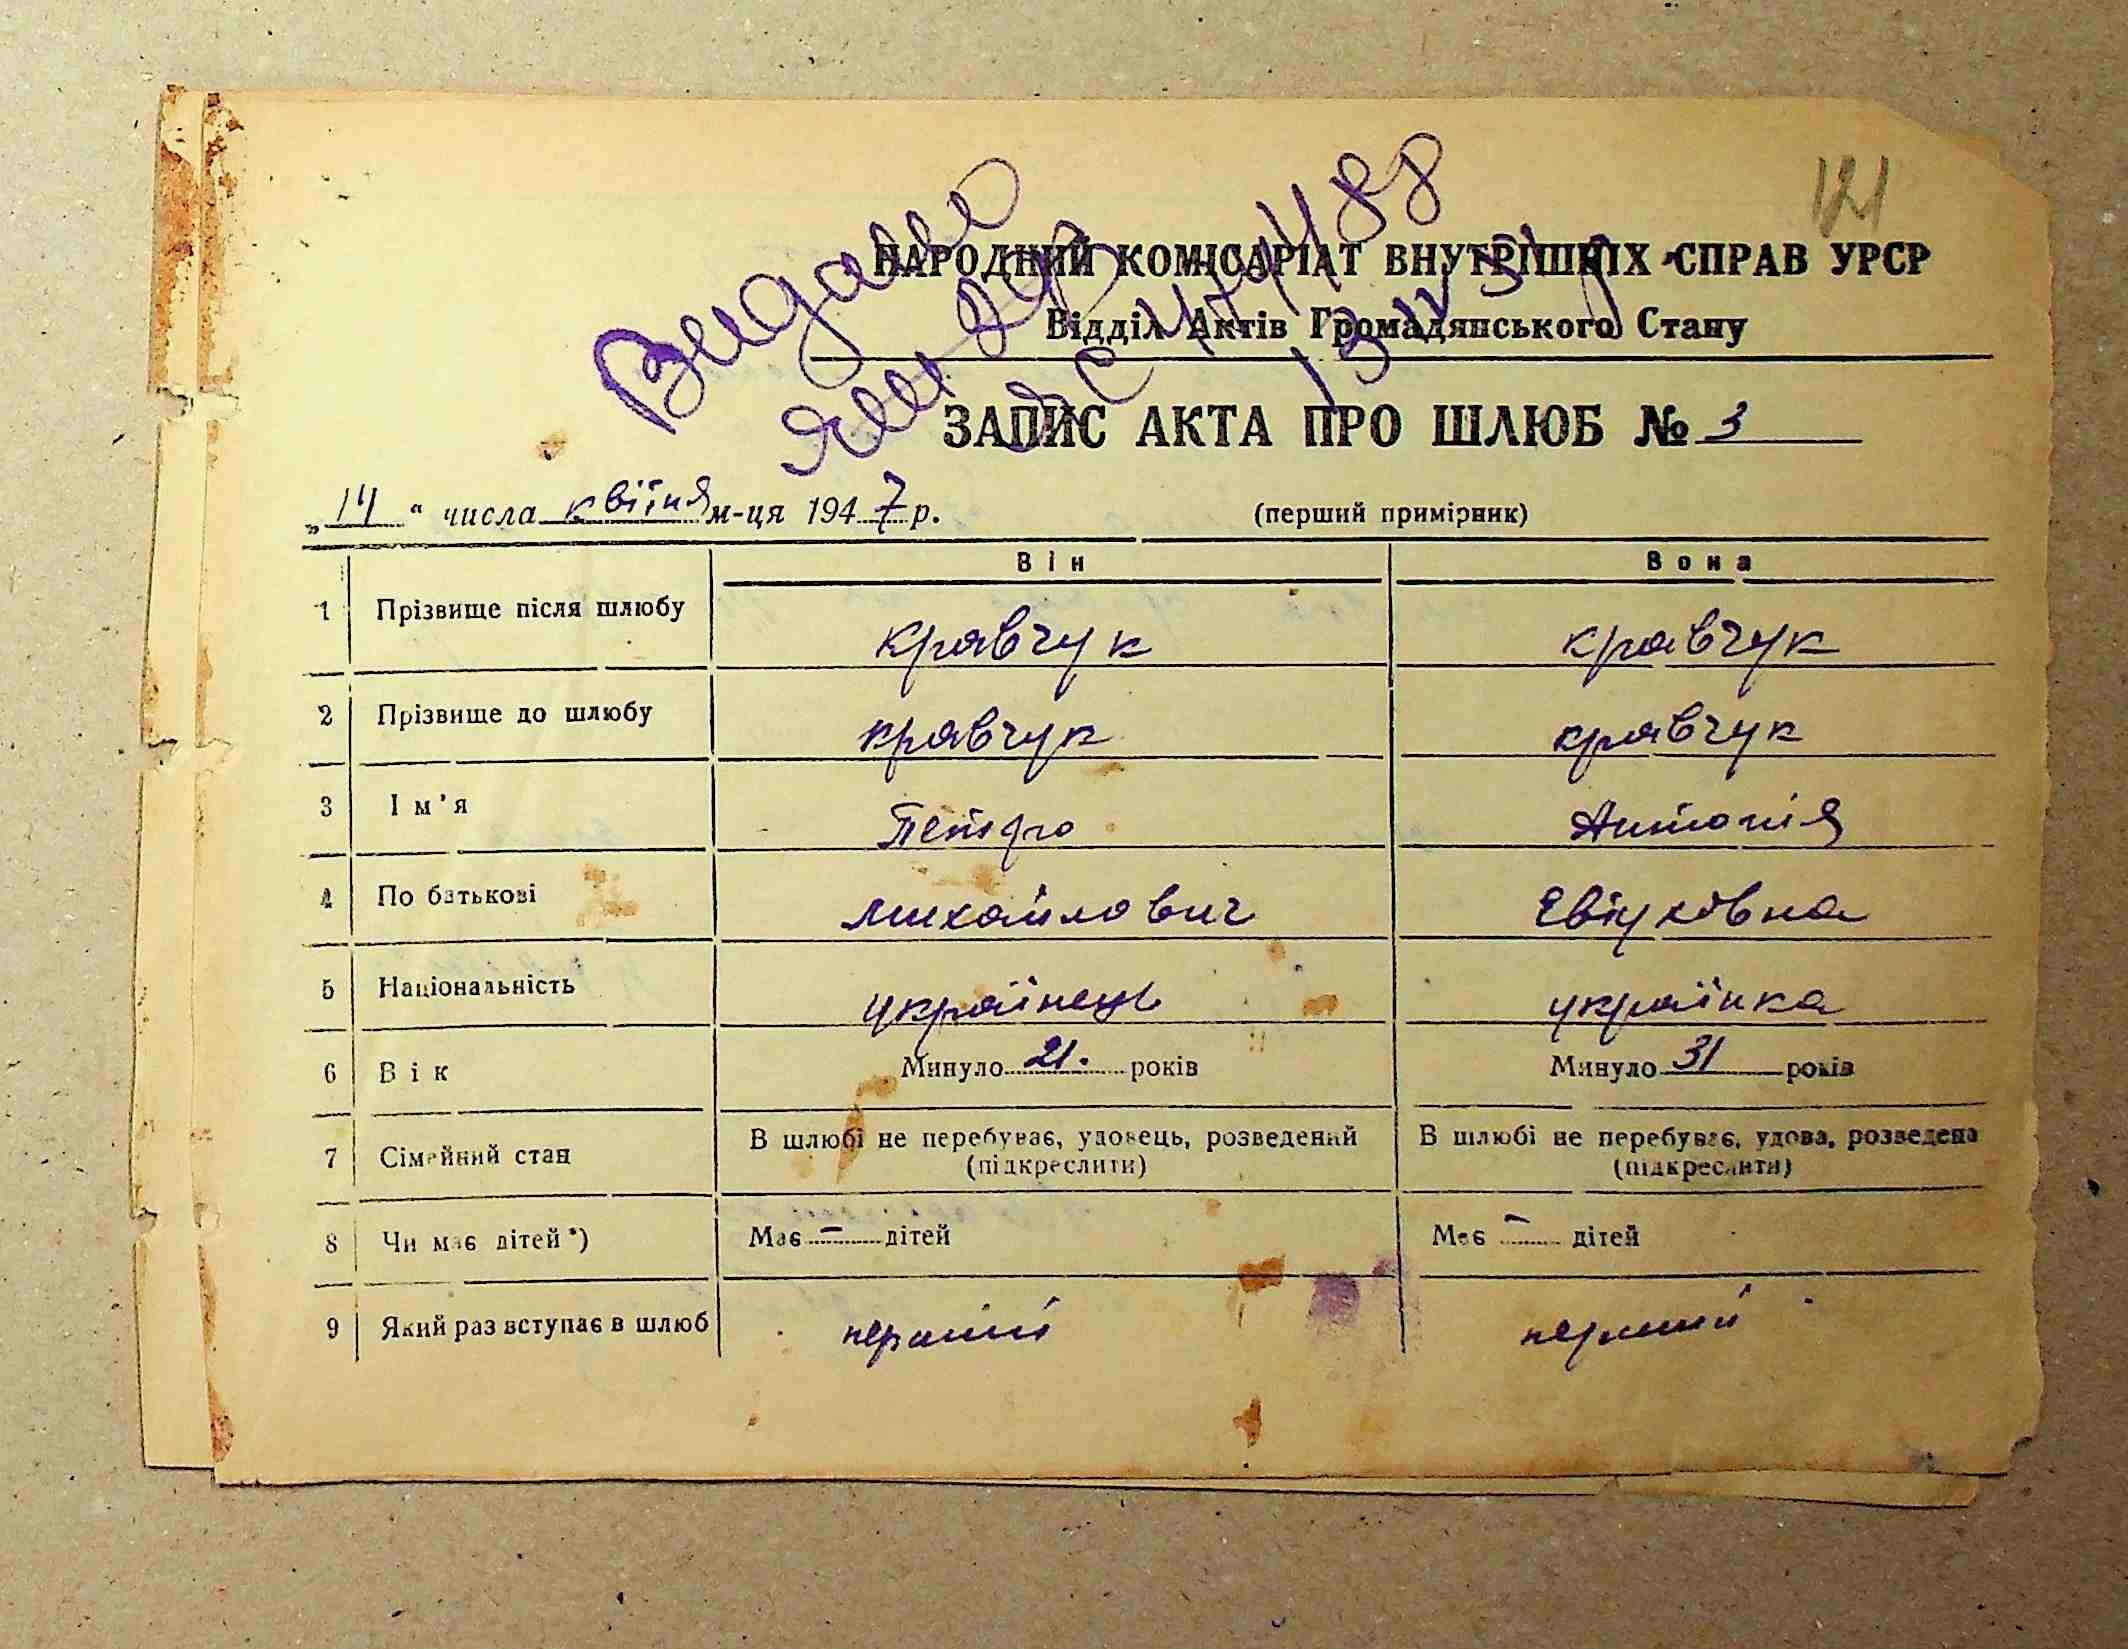 121
НАРОДНИЙ КОМІСАРІАТ ВНУТРІШНІХ СПРАВ УРСР
Відділ Актів Громадянського Стану
Видано
ЗАПИС АКТА ПРО ШЛЮБ № 3
„14“ числа квітня м-ця 1947 р. (перший примірник)
Він Вона
1 Прізвище після шлюбу Кравчук Кравчук
2 Прізвище до шлюбу Кравчук Кравчук
3 Ім'я Петро Антонія
4 По батькові Михайлович
5 Національність українець українка
6 Вік Минуло 21. років Минуло 31 років
7 Сімейний стан В шлюбі не перебуває, удовець, розведений В шлюбі не перебуває, удова, розведена
(підкреслити) (підкреслити)
8 Чи має дітей*) Має – дітей Має – дітей
9 Який раз вступає в шлюб перший перший